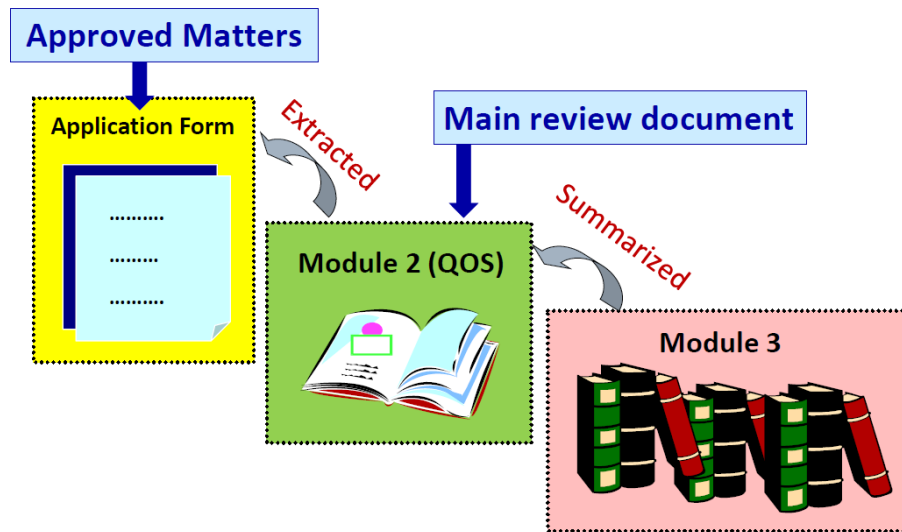 Approved Matters
Application Form
……….
………
……….
Extracted
Main review document
Module 2 (QOS)
Summarized
Module 3